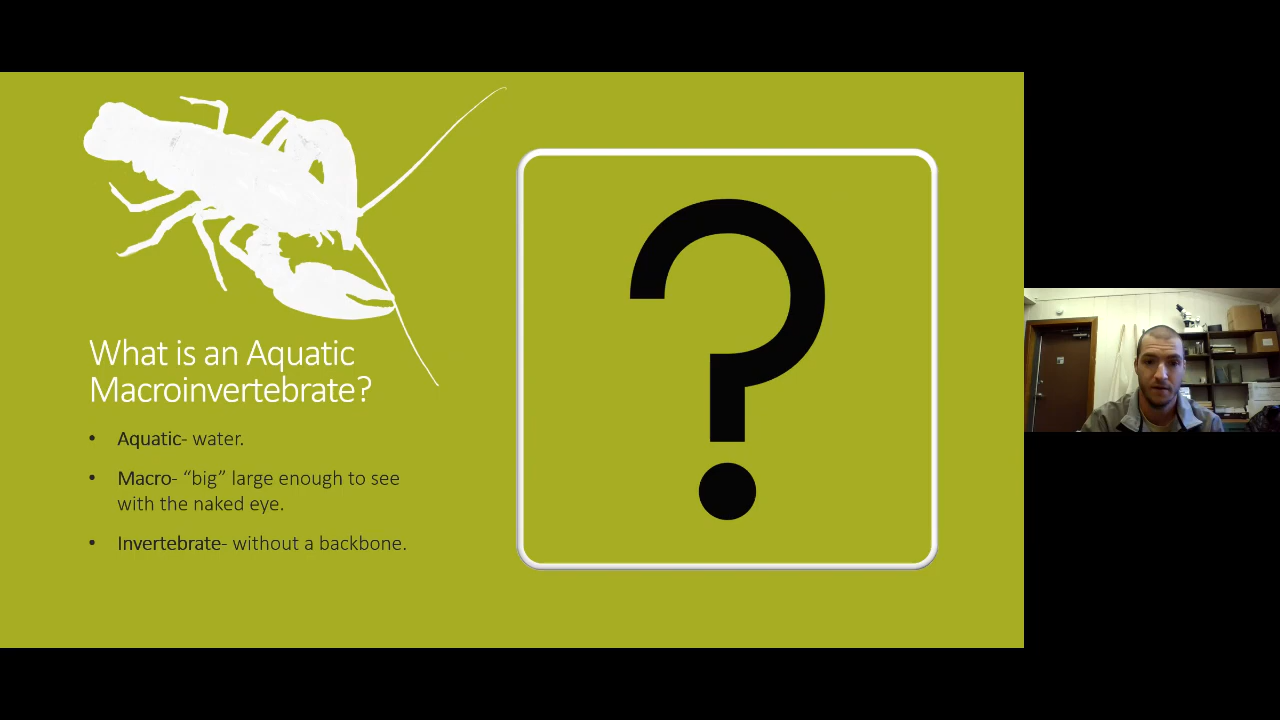 What is an Aquatic
Macroinvertebrate?
• Aquatic- water.
• Macro- “big” large enough to see
with the naked eye.
• Invertebrate- without a backbone.
?